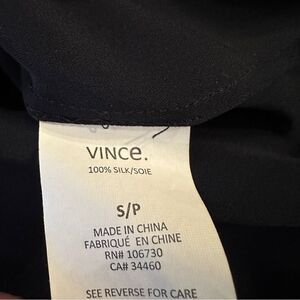 VINCE.
100% SILK/SOIE
S/P
MADE IN CHINA
FABRIQUÉ EN CHINE
RN# 106730
CA# 34460
SEE REVERSE FOR CARE